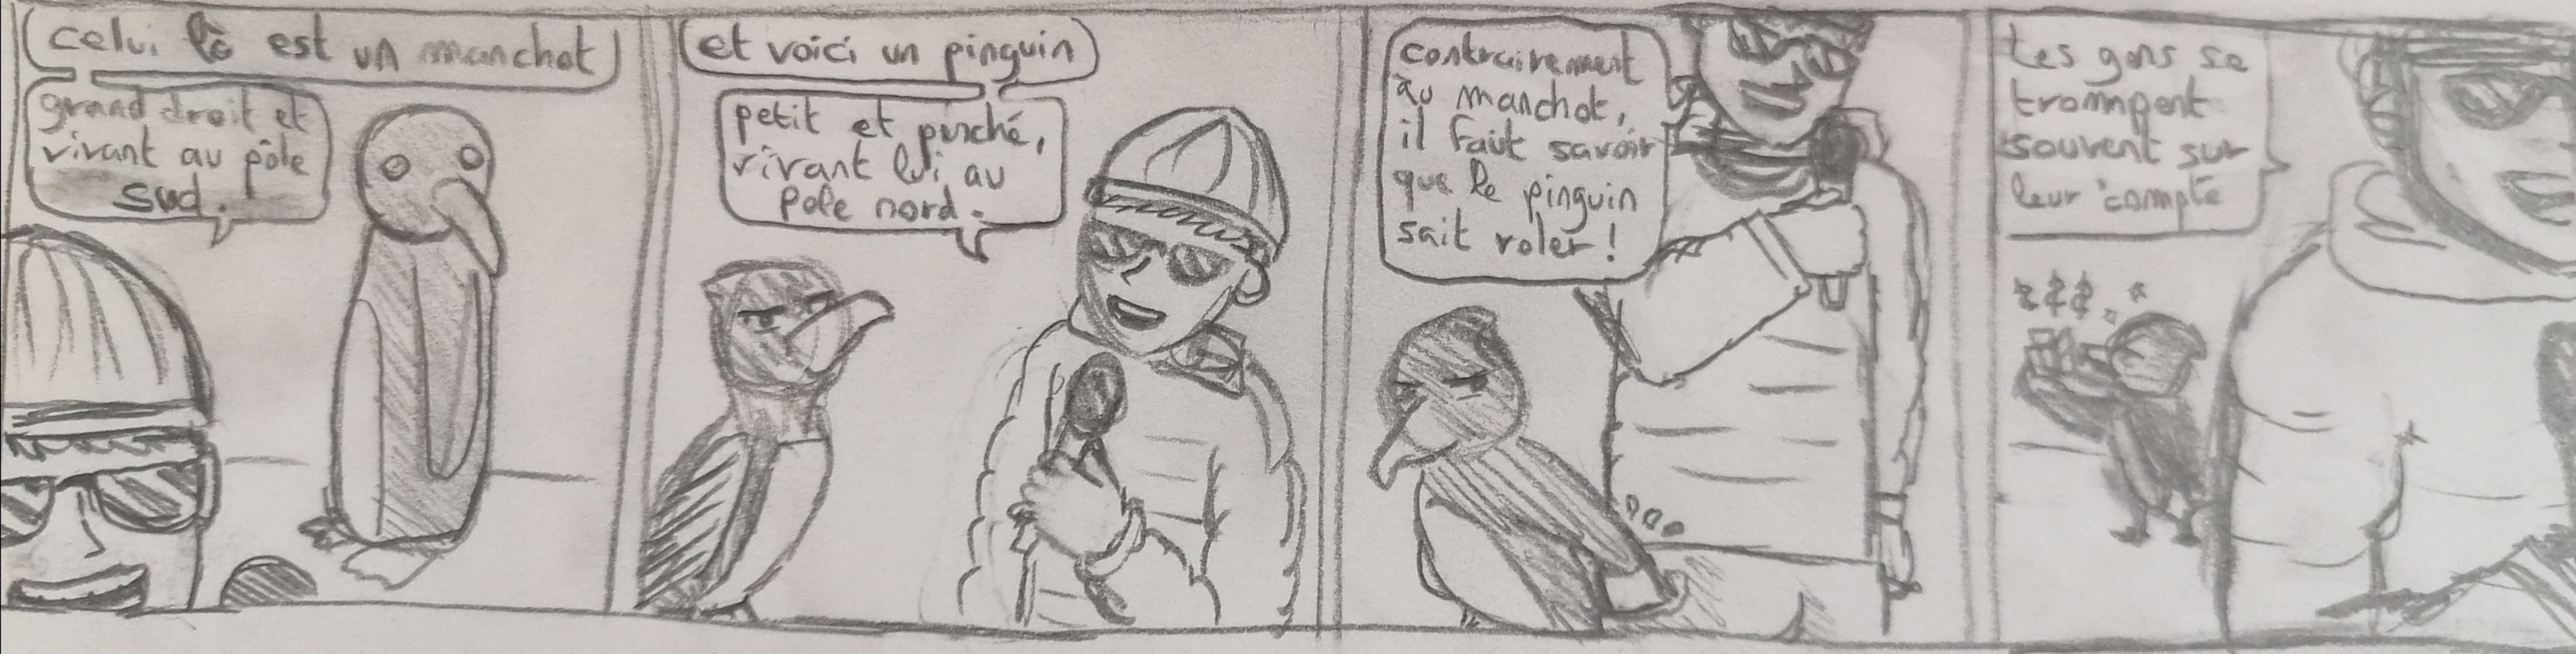 celui là est un manchot
grand droit et
vivant au pôle
sud.
et voici un pinguin
petit et perché,
vivant lui au
pole nord.
contrairement
au manchot,
il faut savoir
que le pinguin
sait voler !
Les gens se
trompent
souvent sur
leur compte